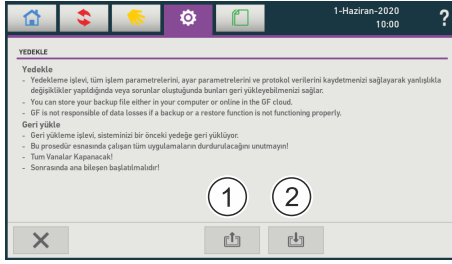 1-Haziran-2020
10:00
?
YEDEKLE
Yedekle
- Yedekleme işlevi, tüm işlem parametrelerini, ayar parametrelerini ve protokol verilerini kaydetmenizi sağlayarak yanlışlıkla
değişiklikler yapıldığında veya sorunlar oluştuğunda bunları geri yükleyebilmenizi sağlar.
- You can store your backup file either in your computer or online in the GF cloud.
- GF is not responsible of data losses if a backup or a restore function is not functioning properly.
Geri yükle
- Geri yükleme işlevi, sisteminizi bir önceki yedeğe geri yüklüyor.
- Bu prosedür esnasında çalışan tüm uygulamaların durdurulacağını unutmayın!
- Tum Vanalar Kapanacak!
- Sonrasında ana bileşen başlatılmalıdır!
1 2